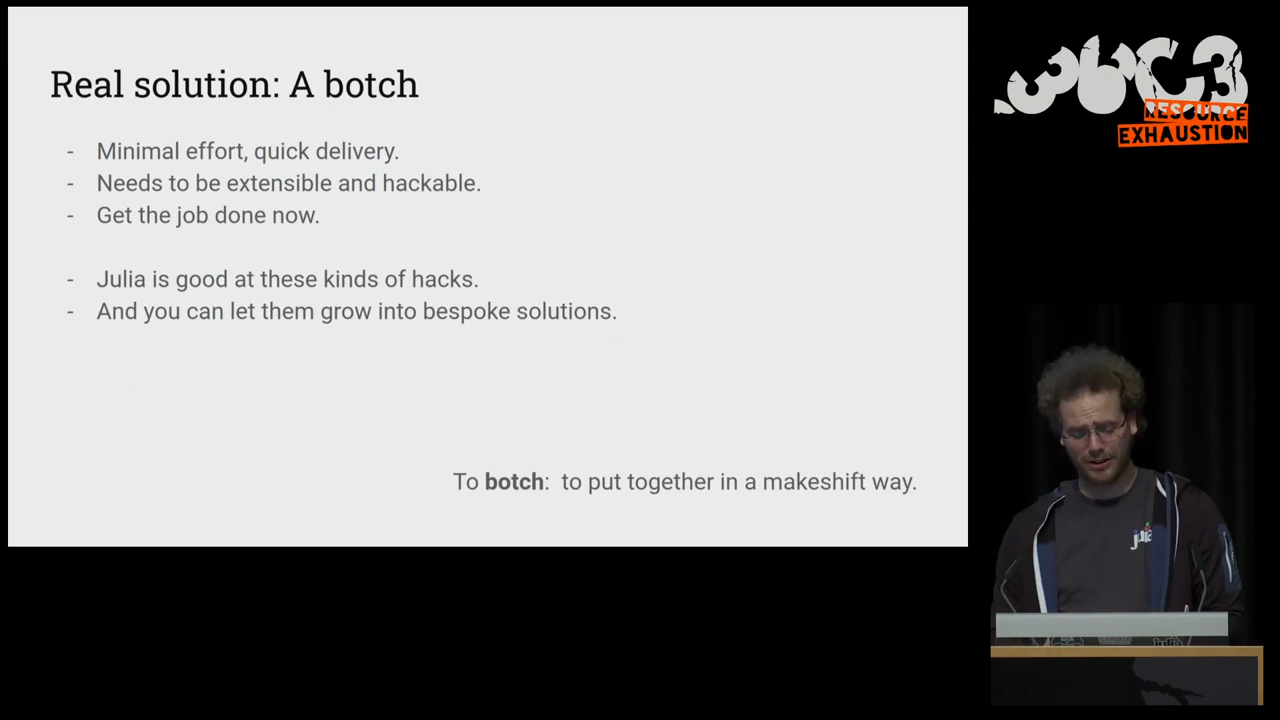 Real solution: A botch
- Minimal effort, quick delivery.
- Needs to be extensible and hackable.
- Get the job done now.
- Julia is good at these kinds of hacks.
- And you can let them grow into bespoke solutions.
To botch: to put together in a makeshift way.
36C3
RESOURCE
EXHAUSTION
julia